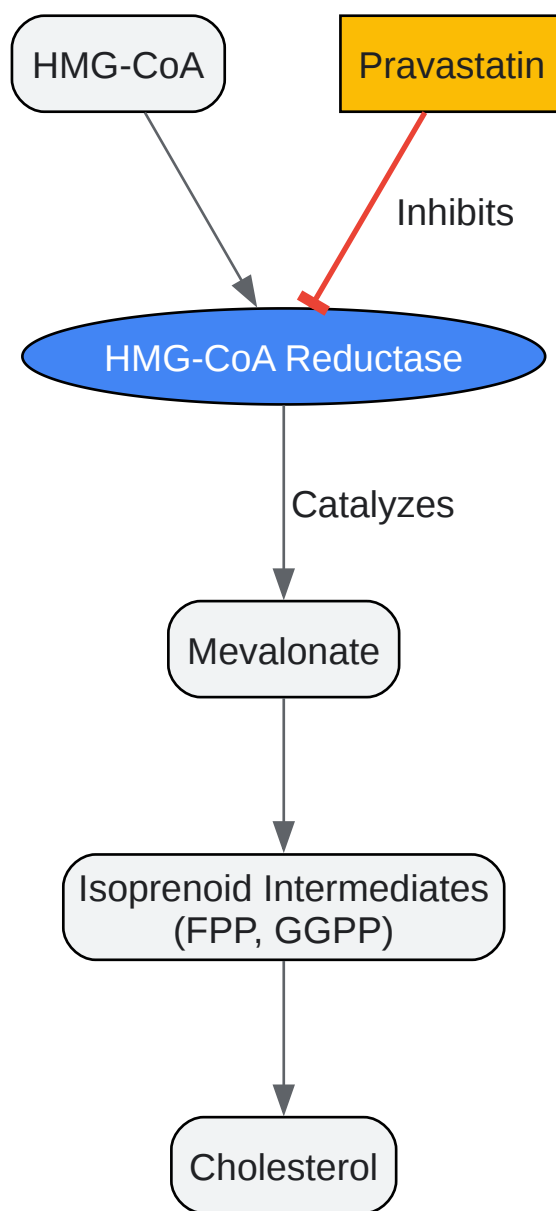 HMG-CoA
Pravastatin
Inhibits
HMG-CoA Reductase
Catalyzes
Mevalonate
Isoprenoid Intermediates
(FPP, GGPP)
Cholesterol